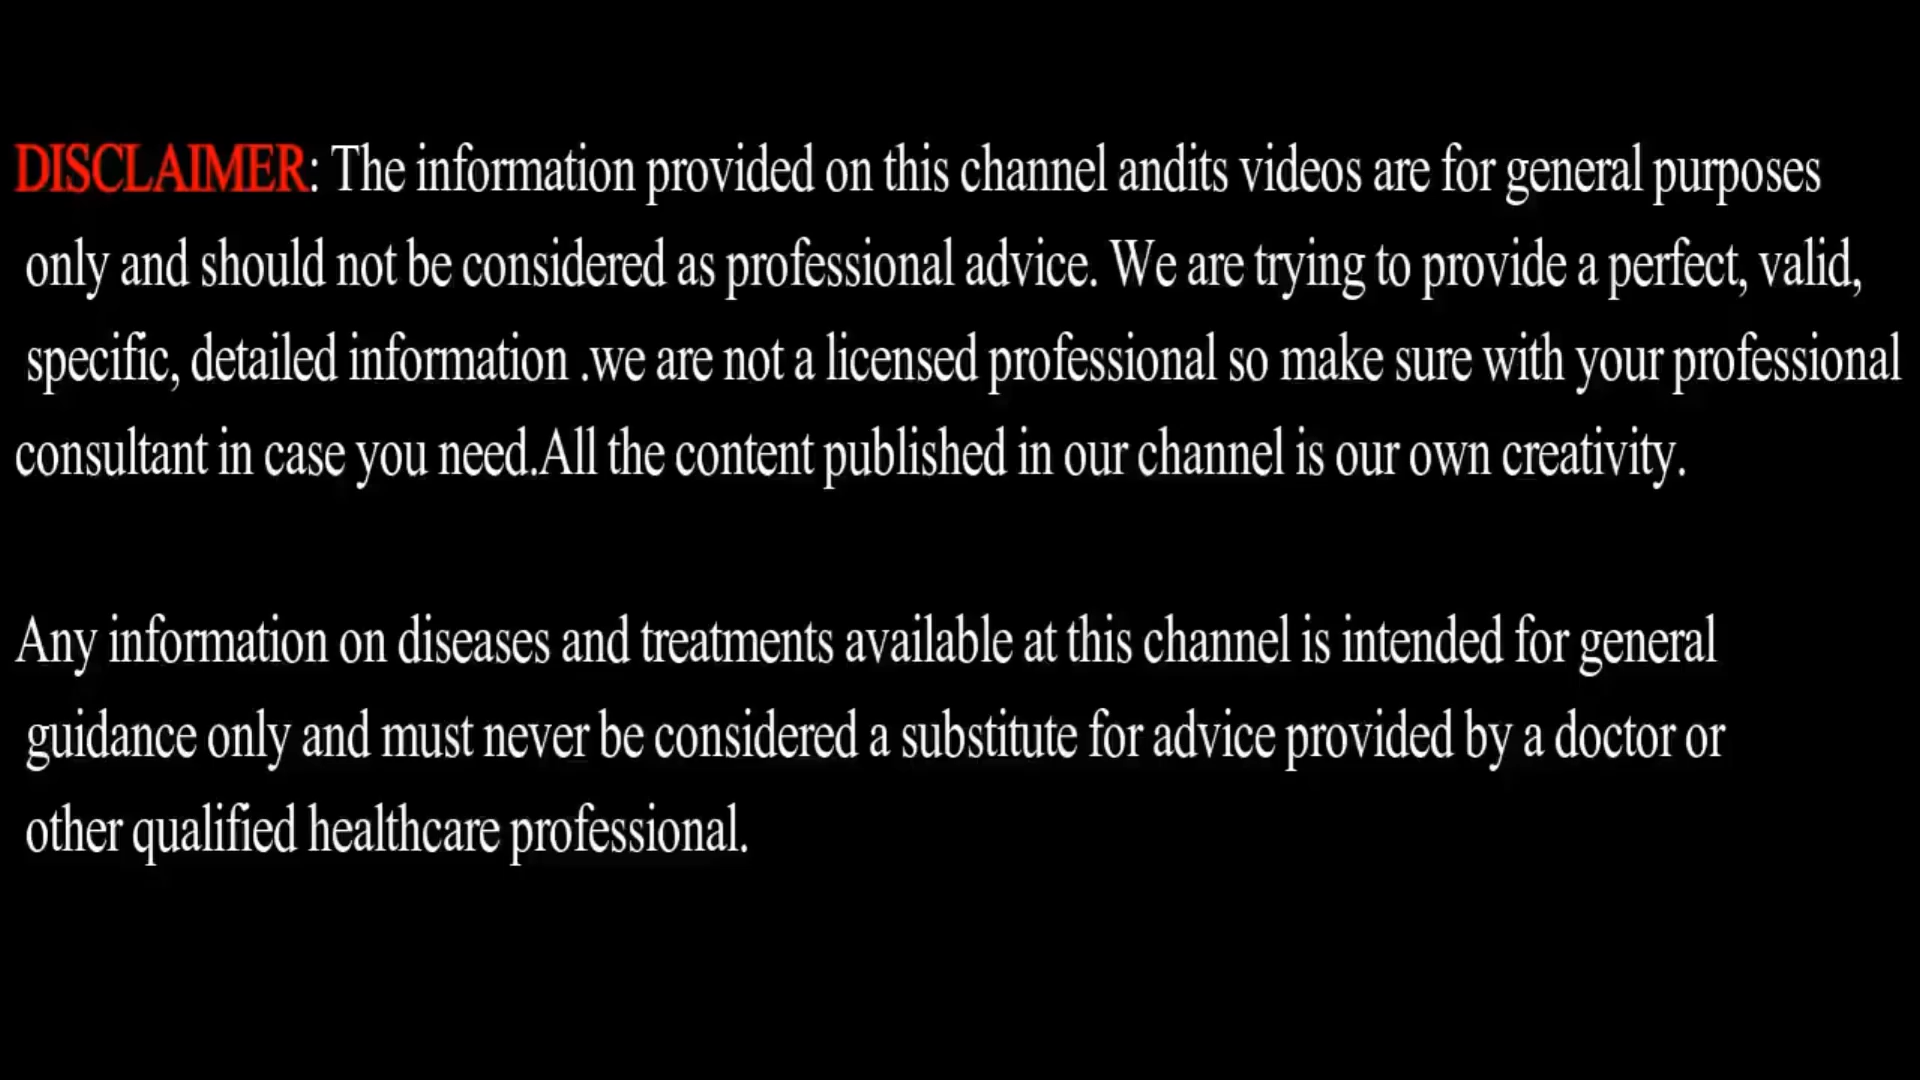 DISCLAIMER: The information provided on this channel andits videos are for general purposes
only and should not be considered as professional advice. We are trying to provide a perfect, valid,
specific, detailed information .we are not a licensed professional so make sure with your professional
consultant in case you need.All the content published in our channel is our own creativity.
Any information on diseases and treatments available at this channel is intended for general
guidance only and must never be considered a substitute for advice provided by a doctor or
other qualified healthcare professional.